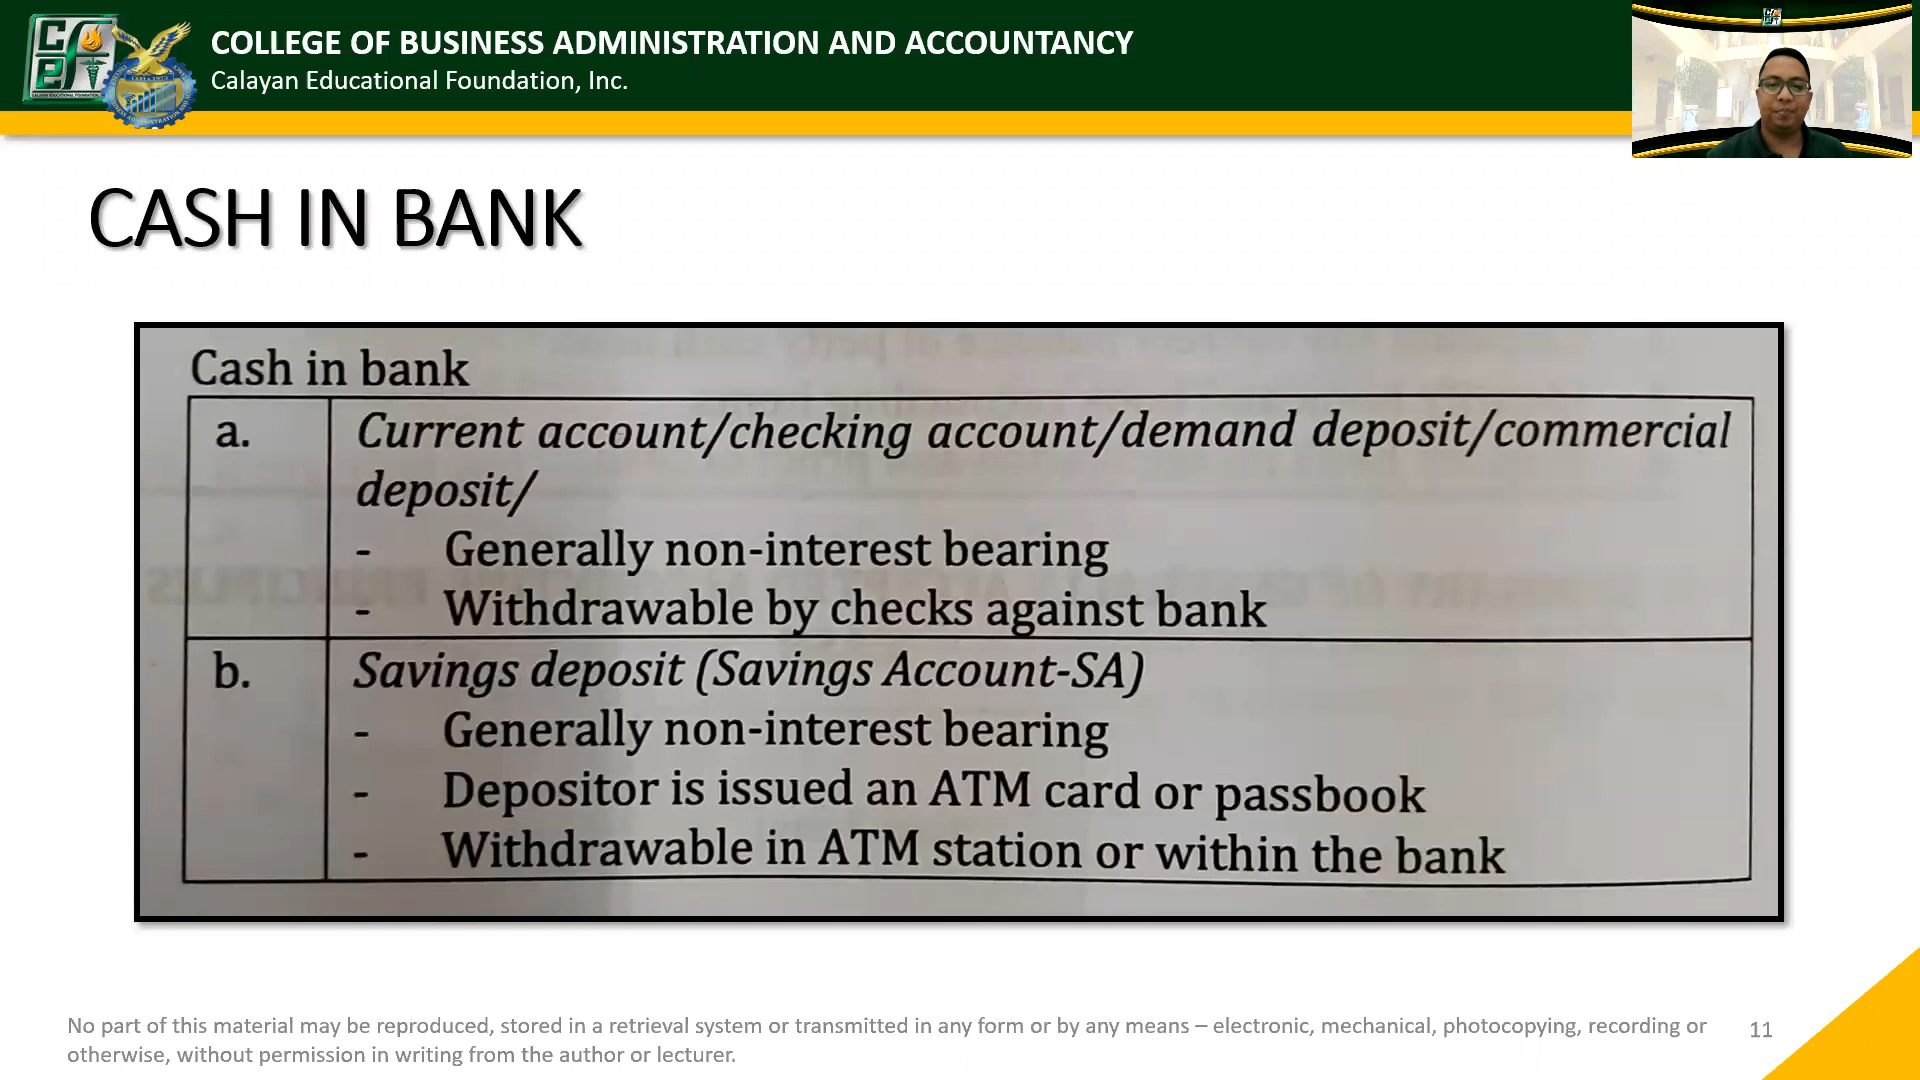 COLLEGE OF BUSINESS ADMINISTRATION AND ACCOUNTANCY
Calayan Educational Foundation, Inc.
CASH IN BANK
Cash in bank
a. Current account/checking account/demand deposit/commercial
deposit/
- Generally non-interest bearing
- Withdrawable by checks against bank
b. Savings deposit (Savings Account-SA)
- Generally non-interest bearing
- Depositor is issued an ATM card or passbook
- Withdrawable in ATM station or within the bank
No part of this material may be reproduced, stored in a retrieval system or transmitted in any form or by any means – electronic, mechanical, photocopying, recording or
otherwise, without permission in writing from the author or lecturer.
11